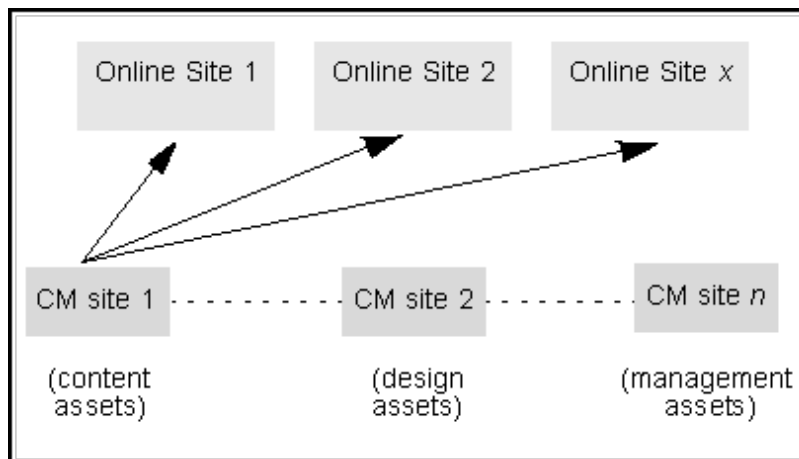 Online Site 1
Online Site 2
Online Site x
CM site 1
CM site 2
CM site n
(content
assets)
(design
assets)
(management
assets)